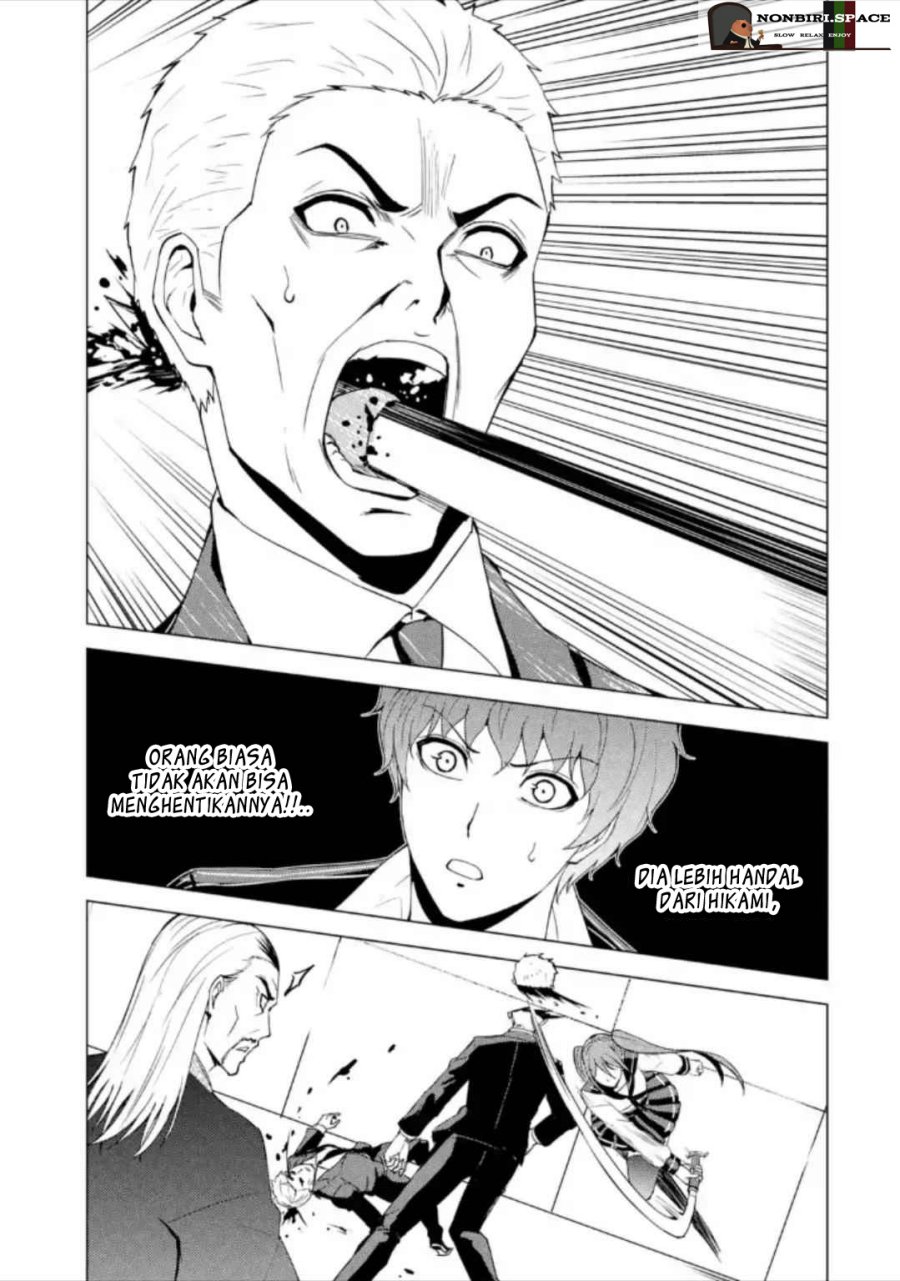 NONBIRI.SPACE
SLOW RELAX ENJOY
DIA LEBIH HANDAL
DARI HIKAMI,
ORANG BIASA
TIDAK AKAN BISA
MENGHENTIKANNYA!!..